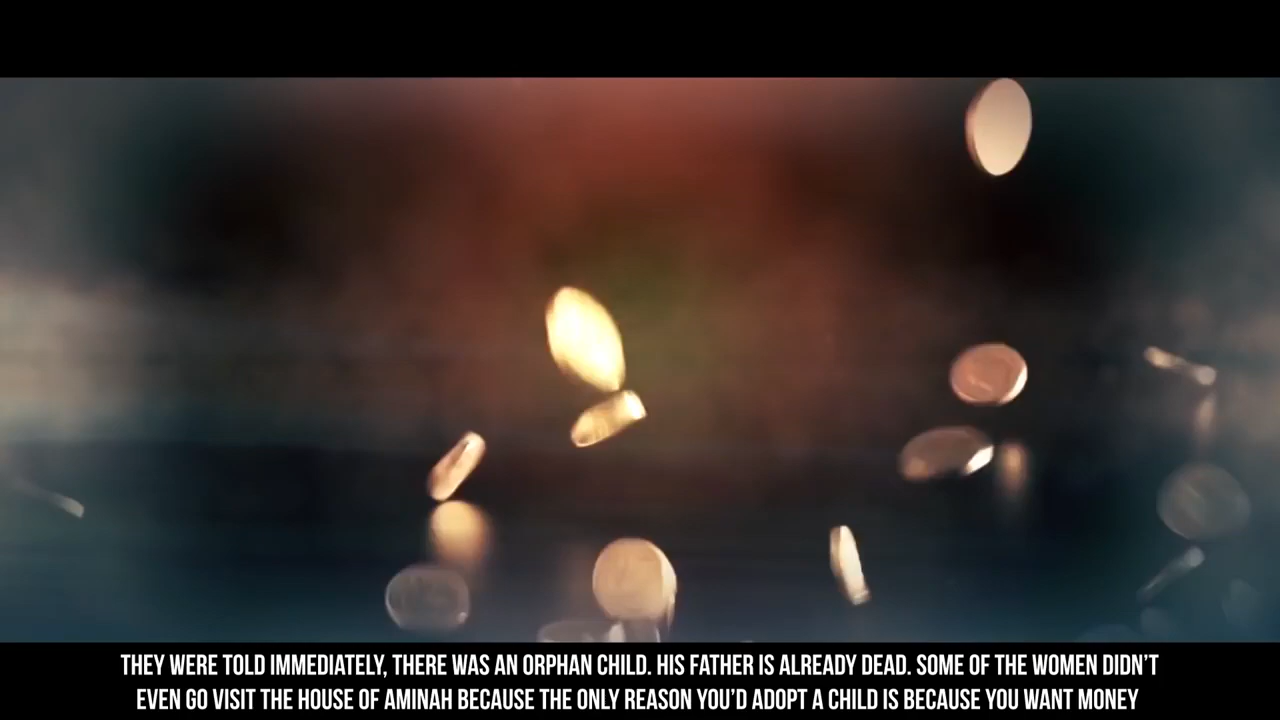 THEY WERE TOLD IMMEDIATELY, THERE WAS AN ORPHAN CHILD. HIS FATHER IS ALREADY DEAD. SOME OF THE WOMEN DIDN'T
EVEN GO VISIT THE HOUSE OF AMINAH BECAUSE THE ONLY REASON YOU'D ADOPT A CHILD IS BECAUSE YOU WANT MONEY